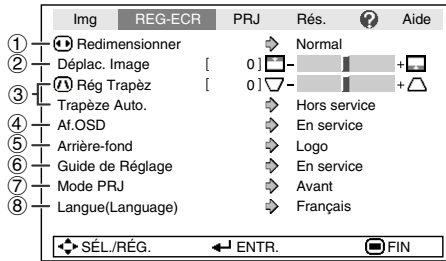 Img REG-ECR PRJ Rés. ? Aide
① Redimensionner Normal
② Déplac. Image [ 0 ] - +
③ Rég Trapèz [ 0 ] - +
Trapèze Auto. Hors service
④ Af.OSD En service
⑤ Arrière-fond Logo
⑥ Guide de Réglage En service
⑦ Mode PRJ Avant
⑧ Langue(Language) Français
SÉL./RÉG. ENTR. FIN